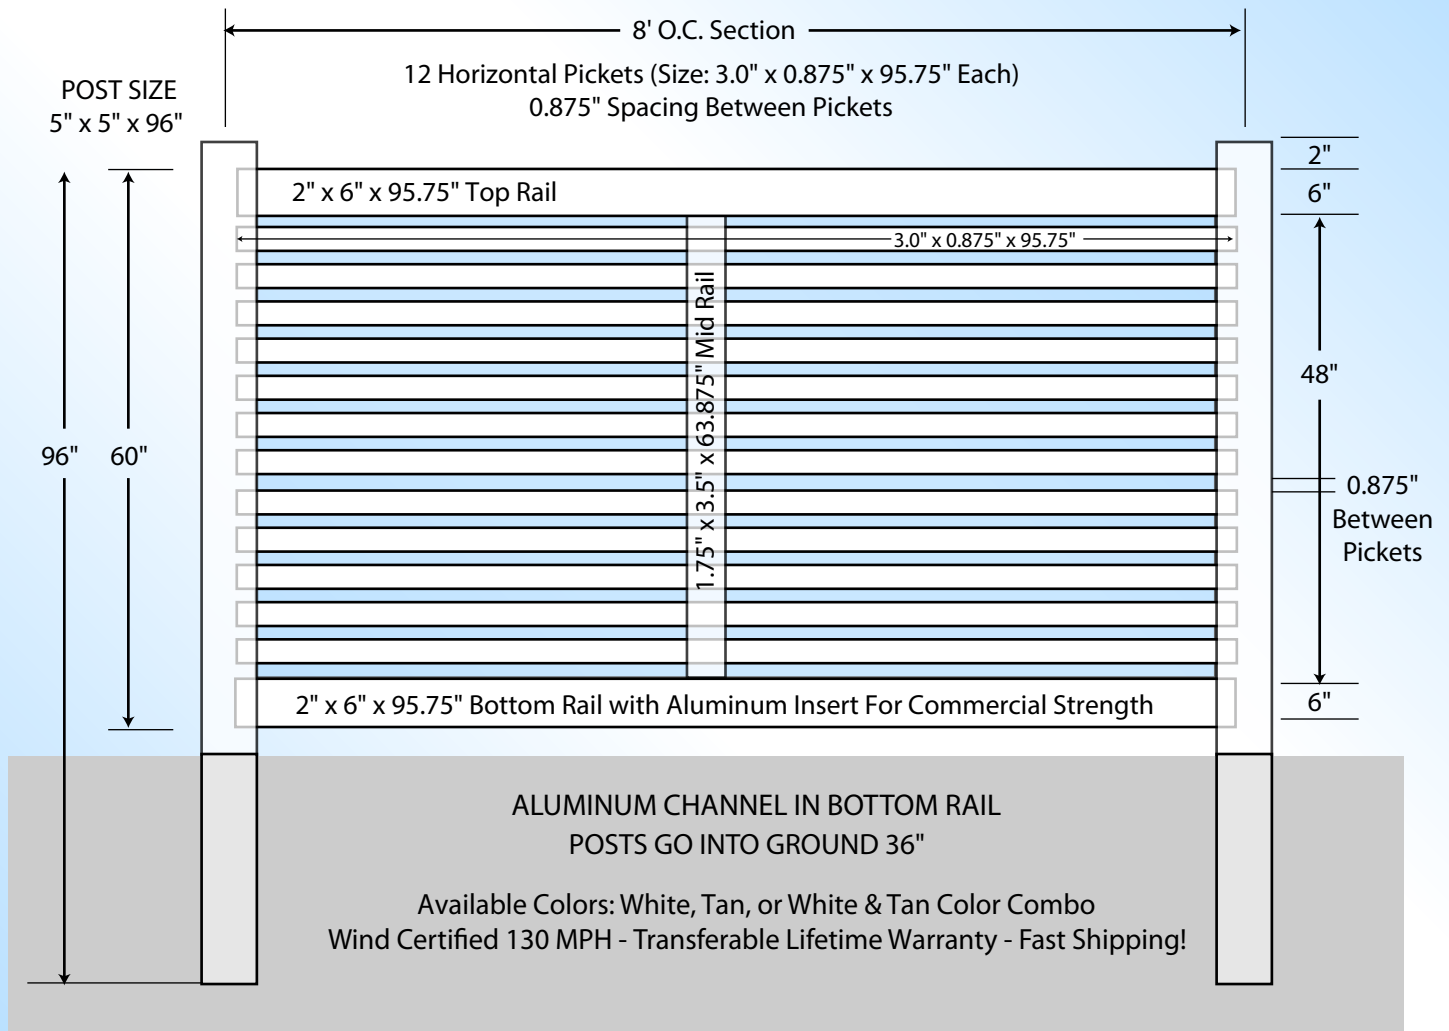 8' O.C. Section
12 Horizontal Pickets (Size: 3.0" x 0.875" x 95.75" Each)
0.875" Spacing Between Pickets
POST SIZE
5" x 5" x 96"
2"
6"
2" x 6" x 95.75" Top Rail
3.0" x 0.875" x 95.75"
1.75" x 3.5" x 63.875" Mid Rail
48"
96"
60"
0.875"
Between
Pickets
2" x 6" x 95.75" Bottom Rail with Aluminum Insert For Commercial Strength
6"
ALUMINUM CHANNEL IN BOTTOM RAIL
POSTS GO INTO GROUND 36"
Available Colors: White, Tan, or White & Tan Color Combo
Wind Certified 130 MPH - Transferable Lifetime Warranty - Fast Shipping!